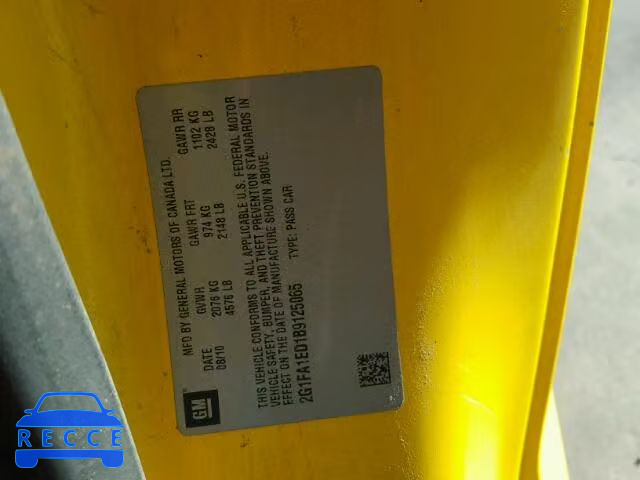 MFD BY GENERAL MOTORS OF CANADA LTD.
DATE GVWR GAWR FRT GAWR RR
08/10 2076 KG 974 KG 1102 KG
4576 LB 2148 LB 2428 LB
THIS VEHICLE CONFORMS TO ALL APPLICABLE U.S. FEDERAL MOTOR
VEHICLE SAFETY, BUMPER, AND THEFT PREVENTION STANDARDS IN
EFFECT ON THE DATE OF MANUFACTURE SHOWN ABOVE.
2G1FA1ED1B9125065 TYPE: PASS CAR
GM
RECCE